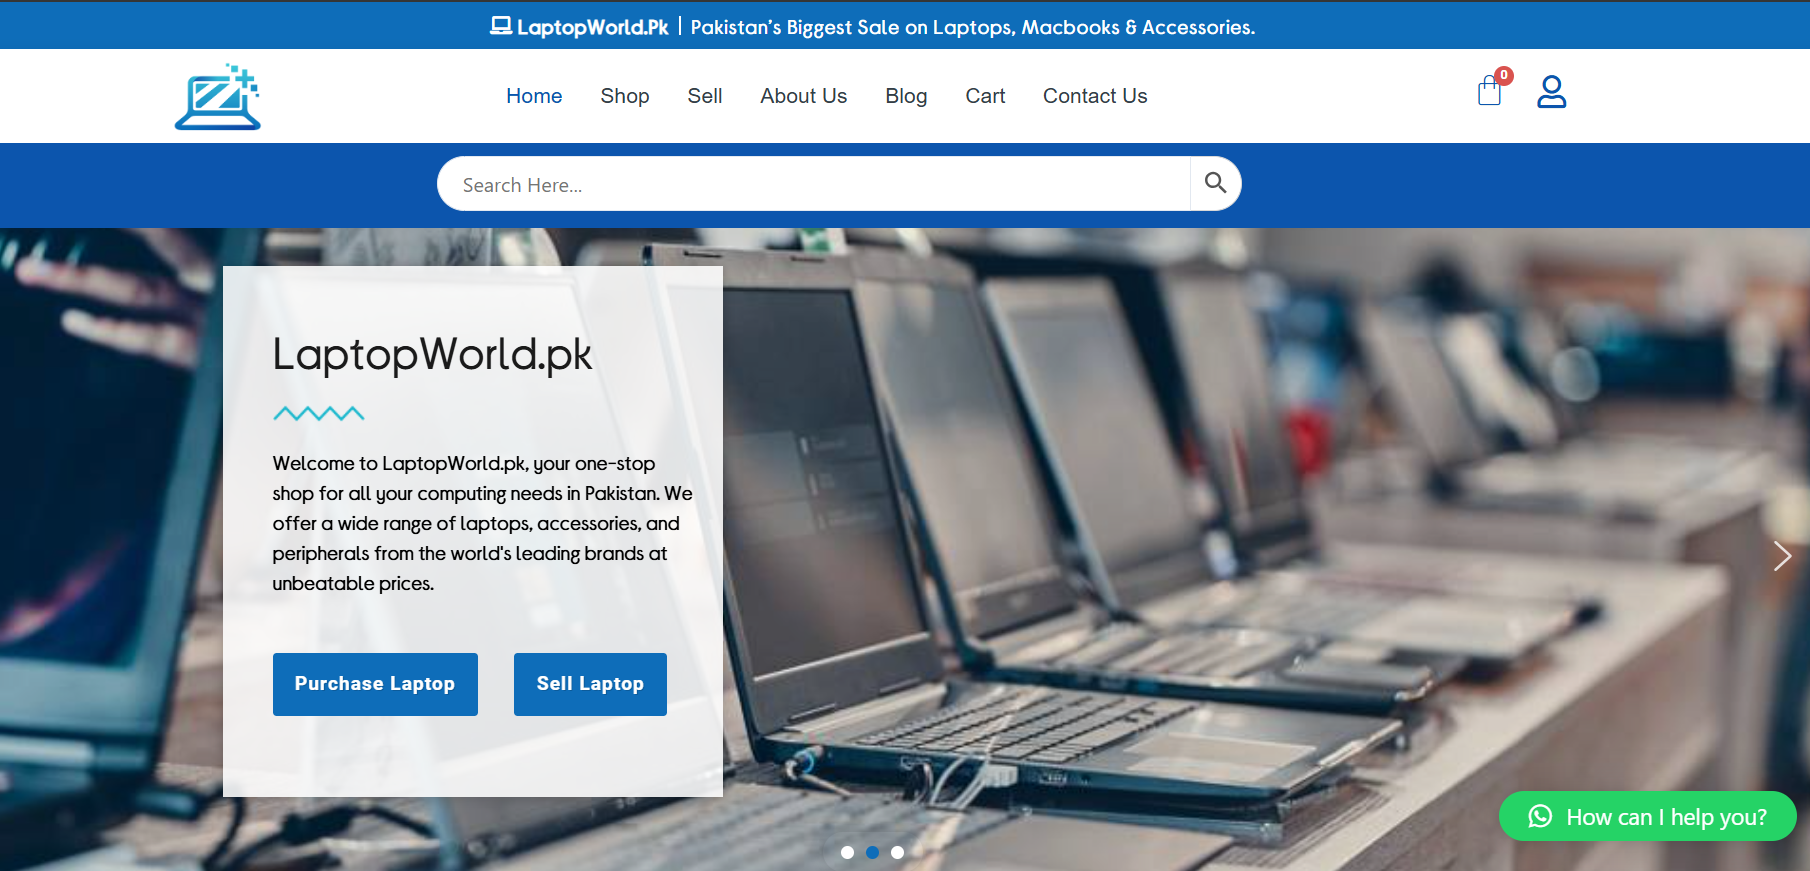 LaptopWorld.Pk | Pakistan's Biggest Sale on Laptops, Macbooks & Accessories.
Home Shop Sell About Us Blog Cart Contact Us
0
Search Here...
LaptopWorld.pk
Welcome to LaptopWorld.pk, your one-stop
shop for all your computing needs in Pakistan. We
offer a wide range of laptops, accessories, and
peripherals from the world's leading brands at
unbeatable prices.
Purchase Laptop Sell Laptop
How can I help you?